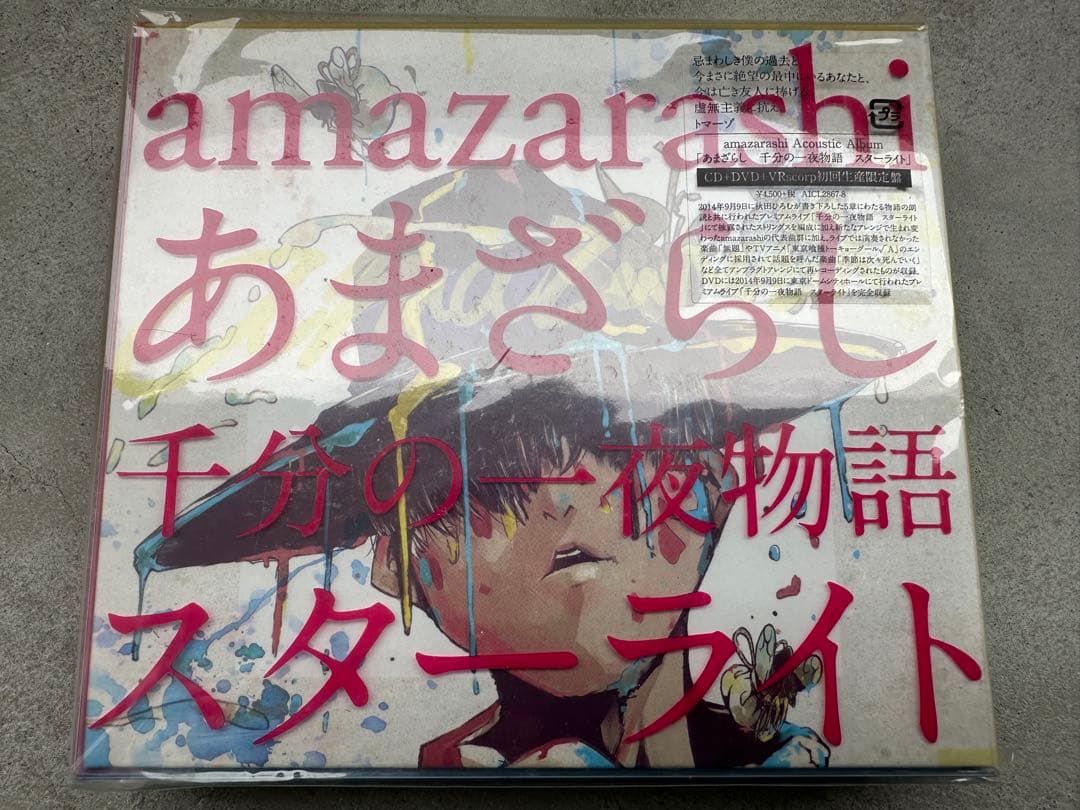 amazarashi
あまざらし
千分の一夜物語
スターライト
忌まわしき僕の過去と、
今まさに絶望の最中にいるあなたと、
今は亡き友人に捧げる
虚無主義に抗え。
トマーゾ
プラ
amazarashi Acoustic Album
「あまざらし 千分の一夜物語 スターライト」
CD+DVD+VRscorp初回生産限定盤
¥4,500+税 AICL2867-8
2014年9月9日に秋田ひろむが書き下ろした5章にわたる物語の朗
読と共に行われたプレミアムライブ「千分の一夜物語 スターライト
」にて披露されたストリングスを編成に加え新たなアレンジで生まれ変
わったamazarashiの代表曲群に加え、ライブでは演奏されなかった
楽曲「無題」やTVアニメ「東京喰種トーキョーグール√A」のエン
ディングに採用されて話題を呼んだ楽曲「季節は次々死んでいく」
など全てアンプラグドアレンジにて再レコーディングされたものが収録。
DVDには2014年9月9日に東京ドームシティホールにて行われたプレ
ミアムライブ「千分の一夜物語 スターライト」を完全収録